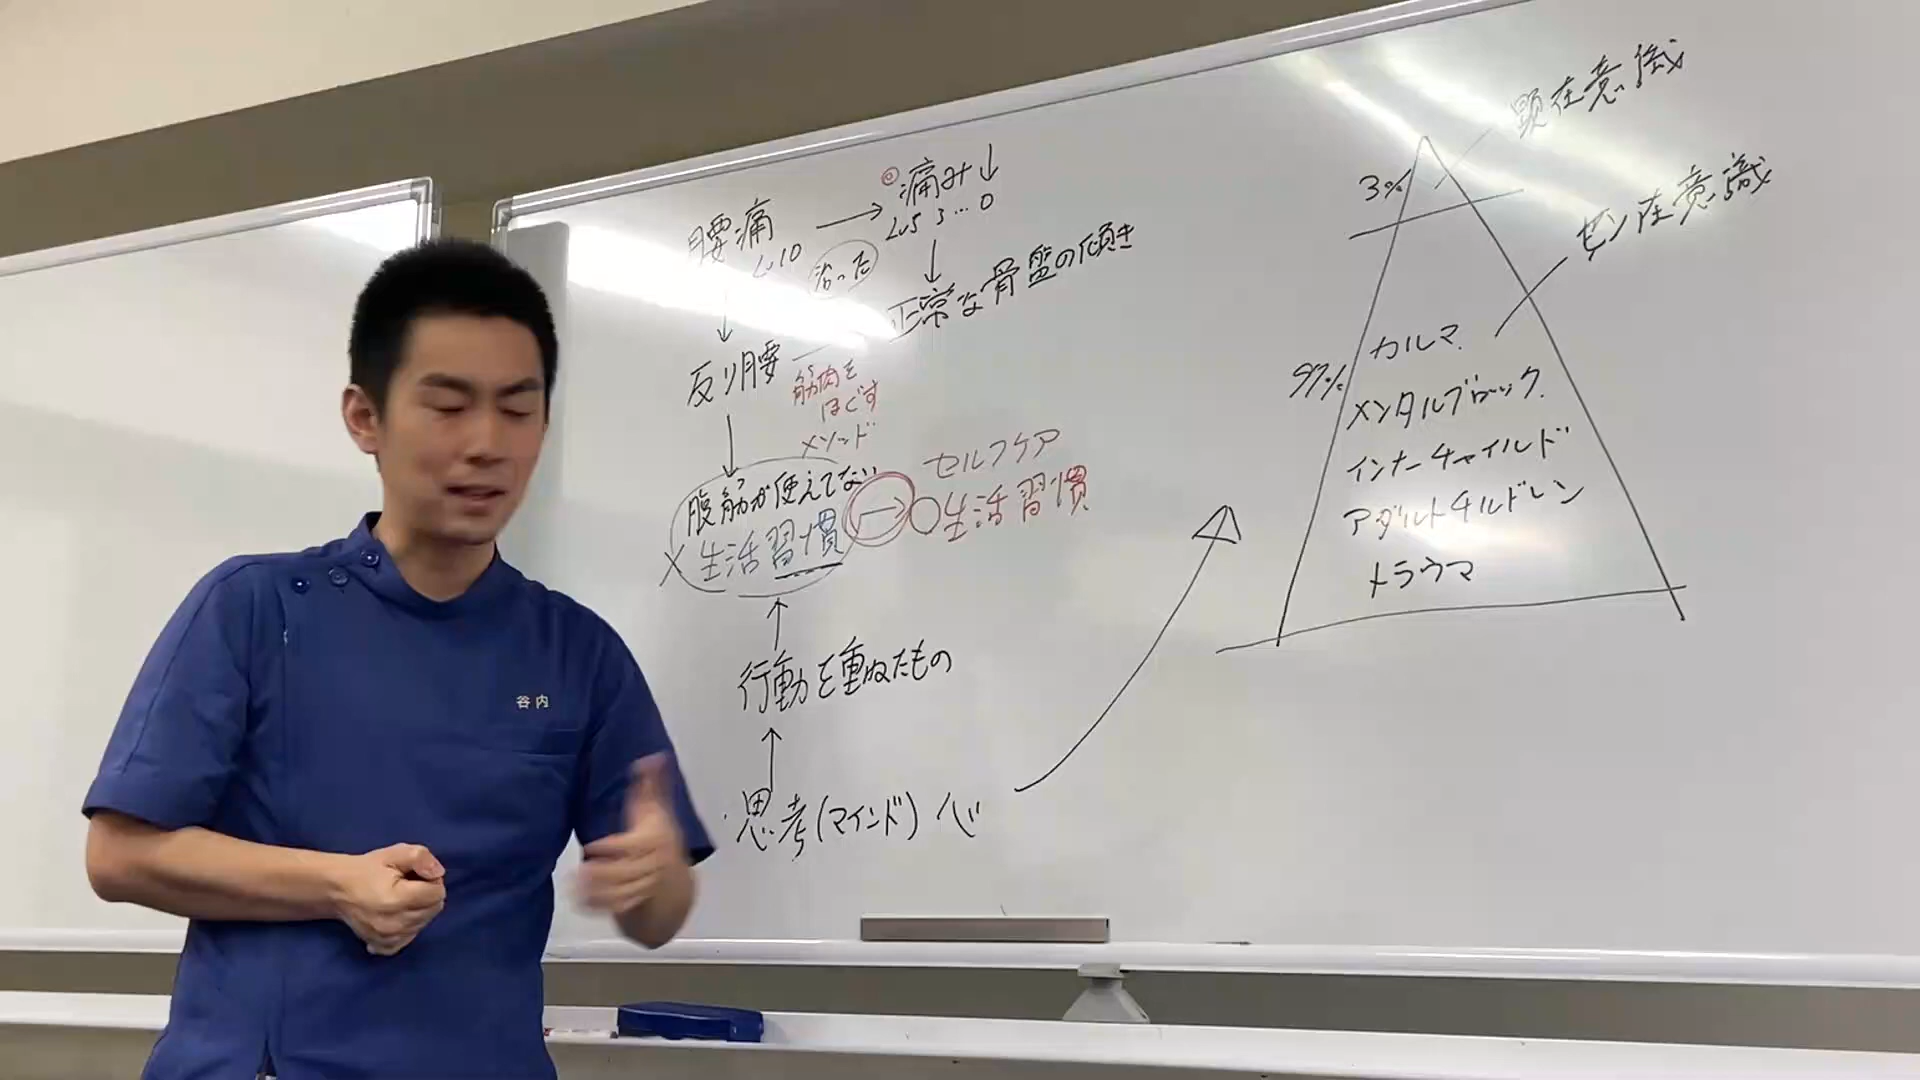 腰痛
Lv10
治った
◎痛み↓
Lv5 3…0
正常な骨盤の傾き
反り腰
筋肉を
ほぐす
メソッド
腹筋が使えてない
×生活習慣
セルフケア
○生活習慣
行動を重ねたもの
思考(マインド) 心
顕在意識
3%
ゼン在意識
97%
カルマ
メンタルブロック
インナーチャイルド
アダルトチルドレン
トラウマ
谷内